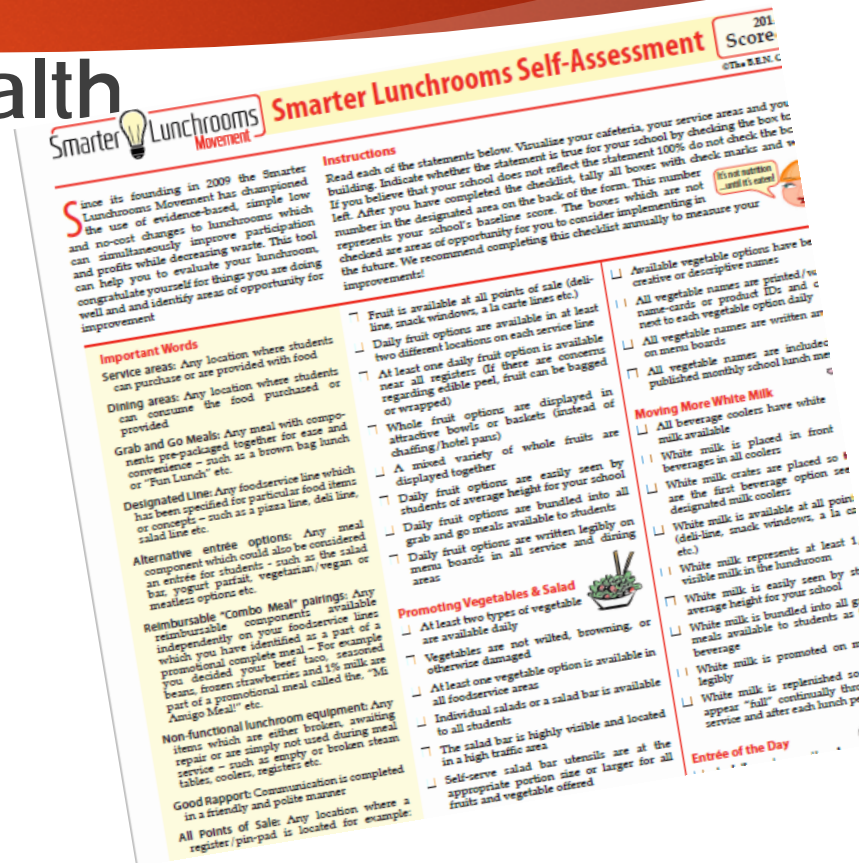 alth
Smarter Lunchrooms
Movement
Smarter Lunchrooms Self-Assessment
201
Score
©The B.E.N. C
Since its founding in 2009 the Smarter
Lunchrooms Movement has championed
the use of evidence-based, simple low
and no-cost changes to lunchrooms which
can simultaneously improve participation
and profits while decreasing waste. This tool
can help you to evaluate your lunchroom,
congratulate yourself for things you are doing
well and and identify areas of opportunity for
improvement
Instructions
Read each of the statements below. Visualize your cafeteria, your service areas and you
building. Indicate whether the statement is true for your school by checking the box to
If you believe that your school does not reflect the statement 100% do not check the bo
left. After you have completed the checklist, tally all boxes with check marks and w
number in the designated area on the back of the form. This number
represents your school's baseline score. The boxes which are not
checked are areas of opportunity for you to consider implementing in
the future. We recommend completing this checklist annually to measure your
improvements!
It's not nutrition
...until it's eaten!
Important Words
Service areas: Any location where students
can purchase or are provided with food
Dining areas: Any location where students
can consume the food purchased or
provided
Grab and Go Meals: Any meal with compo-
nents pre-packaged together for ease and
convenience – such as a brown bag lunch
or "Fun Lunch" etc.
Designated Line: Any foodservice line which
has been specified for particular food items
or concepts – such as a pizza line, deli line,
salad line etc.
Alternative entrée options: Any meal
component which could also be considered
an entrée for students - such as the salad
bar, yogurt parfait, vegetarian/vegan or
meatless options etc.
Reimbursable "Combo Meal" pairings: Any
reimbursable components available
independently on your foodservice lines
which you have identified as a part of a
promotional complete meal – For example
you decided your beef taco, seasoned
beans, frozen strawberries and 1% milk are
part of a promotional meal called the, "Mi
Amigo Meal!" etc.
Non-functional lunchroom equipment: Any
items which are either broken, awaiting
repair or are simply not used during meal
service – such as empty or broken steam
tables, coolers, registers etc.
Good Rapport: Communication is completed
in a friendly and polite manner
All Points of Sale: Any location where a
register/pin-pad is located for example:
Fruit is available at all points of sale (deli-
line, snack windows, a la carte lines etc.)
Daily fruit options are available in at least
two different locations on each service line
At least one daily fruit option is available
near all registers (If there are concerns
regarding edible peel, fruit can be bagged
or wrapped)
Whole fruit options are displayed in
attractive bowls or baskets (instead of
chaffing/hotel pans)
A mixed variety of whole fruits are
displayed together
Daily fruit options are easily seen by
students of average height for your school
Daily fruit options are bundled into all
grab and go meals available to students
Daily fruit options are written legibly on
menu boards in all service and dining
areas
Promoting Vegetables & Salad
At least two types of vegetable
are available daily
Vegetables are not wilted, browning, or
otherwise damaged
At least one vegetable option is available in
all foodservice areas
Individual salads or a salad bar is available
to all students
The salad bar is highly visible and located
in a high traffic area
Self-serve salad bar utensils are at the
appropriate portion size or larger for all
fruits and vegetable offered
Available vegetable options have be
creative or descriptive names
All vegetable names are printed/w
name-cards or product IDs and
next to each vegetable option daily
All vegetable names are written an
on menu boards
All vegetable names are include
published monthly school lunch me
Moving More White Milk
All beverage coolers have white
milk available
White milk is placed in front
beverages in all coolers
White milk crates are placed so
are the first beverage option see
designated milk coolers
White milk is available at all poin
(deli-line, snack windows, a la ca
etc.)
White milk represents at least 1
visible milk in the lunchroom
White milk is easily seen by st
average height for your school
White milk is bundled into all g
meals available to students as
beverage
White milk is promoted on m
legibly
White milk is replenished so
appear "full" continually thr
service and after each lunch pe
Entrée of the Day